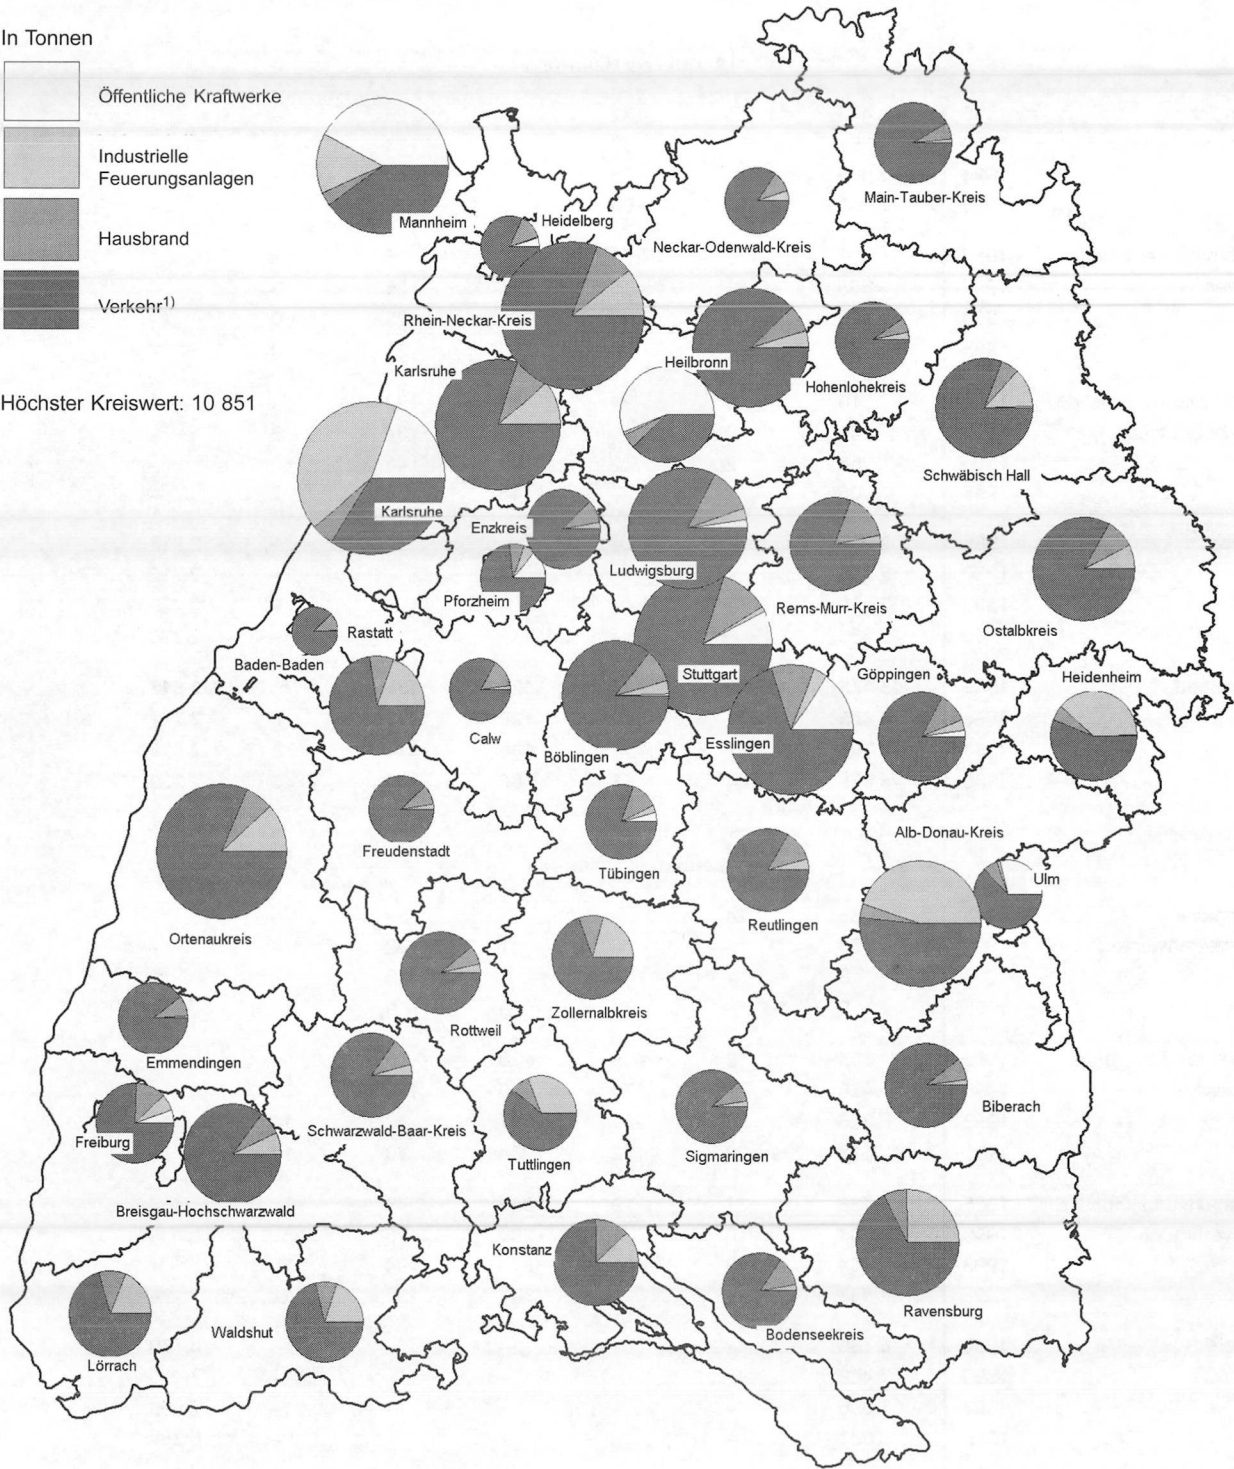 In Tonnen
Öffentliche Kraftwerke
Industrielle
Feuerungsanlagen
Hausbrand
Verkehr1)
Höchster Kreiswert: 10 851
Main-Tauber-Kreis
Mannheim
Heidelberg
Neckar-Odenwald-Kreis
Rhein-Neckar-Kreis
Heilbronn
Karlsruhe
Hohenlohekreis
Schwäbisch Hall
Karlsruhe
Enzkreis
Ludwigsburg
Pforzheim
Rems-Murr-Kreis
Ostalbkreis
Rastatt
Baden-Baden
Stuttgart
Göppingen
Heidenheim
Calw
Böblingen
Esslingen
Freudenstadt
Tübingen
Alb-Donau-Kreis
Ulm
Ortenaukreis
Reutlingen
Rottweil
Zollernalbkreis
Emmendingen
Freiburg
Schwarzwald-Baar-Kreis
Tuttlingen
Sigmaringen
Biberach
Breisgau-Hochschwarzwald
Konstanz
Ravensburg
Bodenseekreis
Waldshut
Lörrach